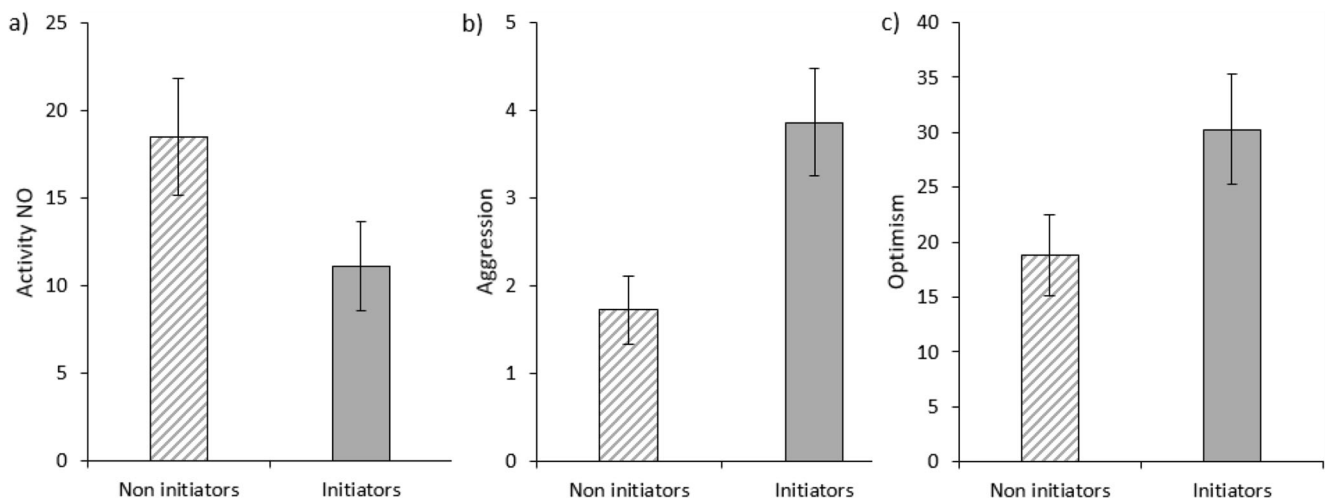 a)
25
20
15
10
5
0
Activity NO
Non initiators
Initiators
b)
5
4
3
2
1
0
Aggression
Non initiators
Initiators
c)
40
35
30
25
20
15
10
5
0
Optimism
Non initiators
Initiators